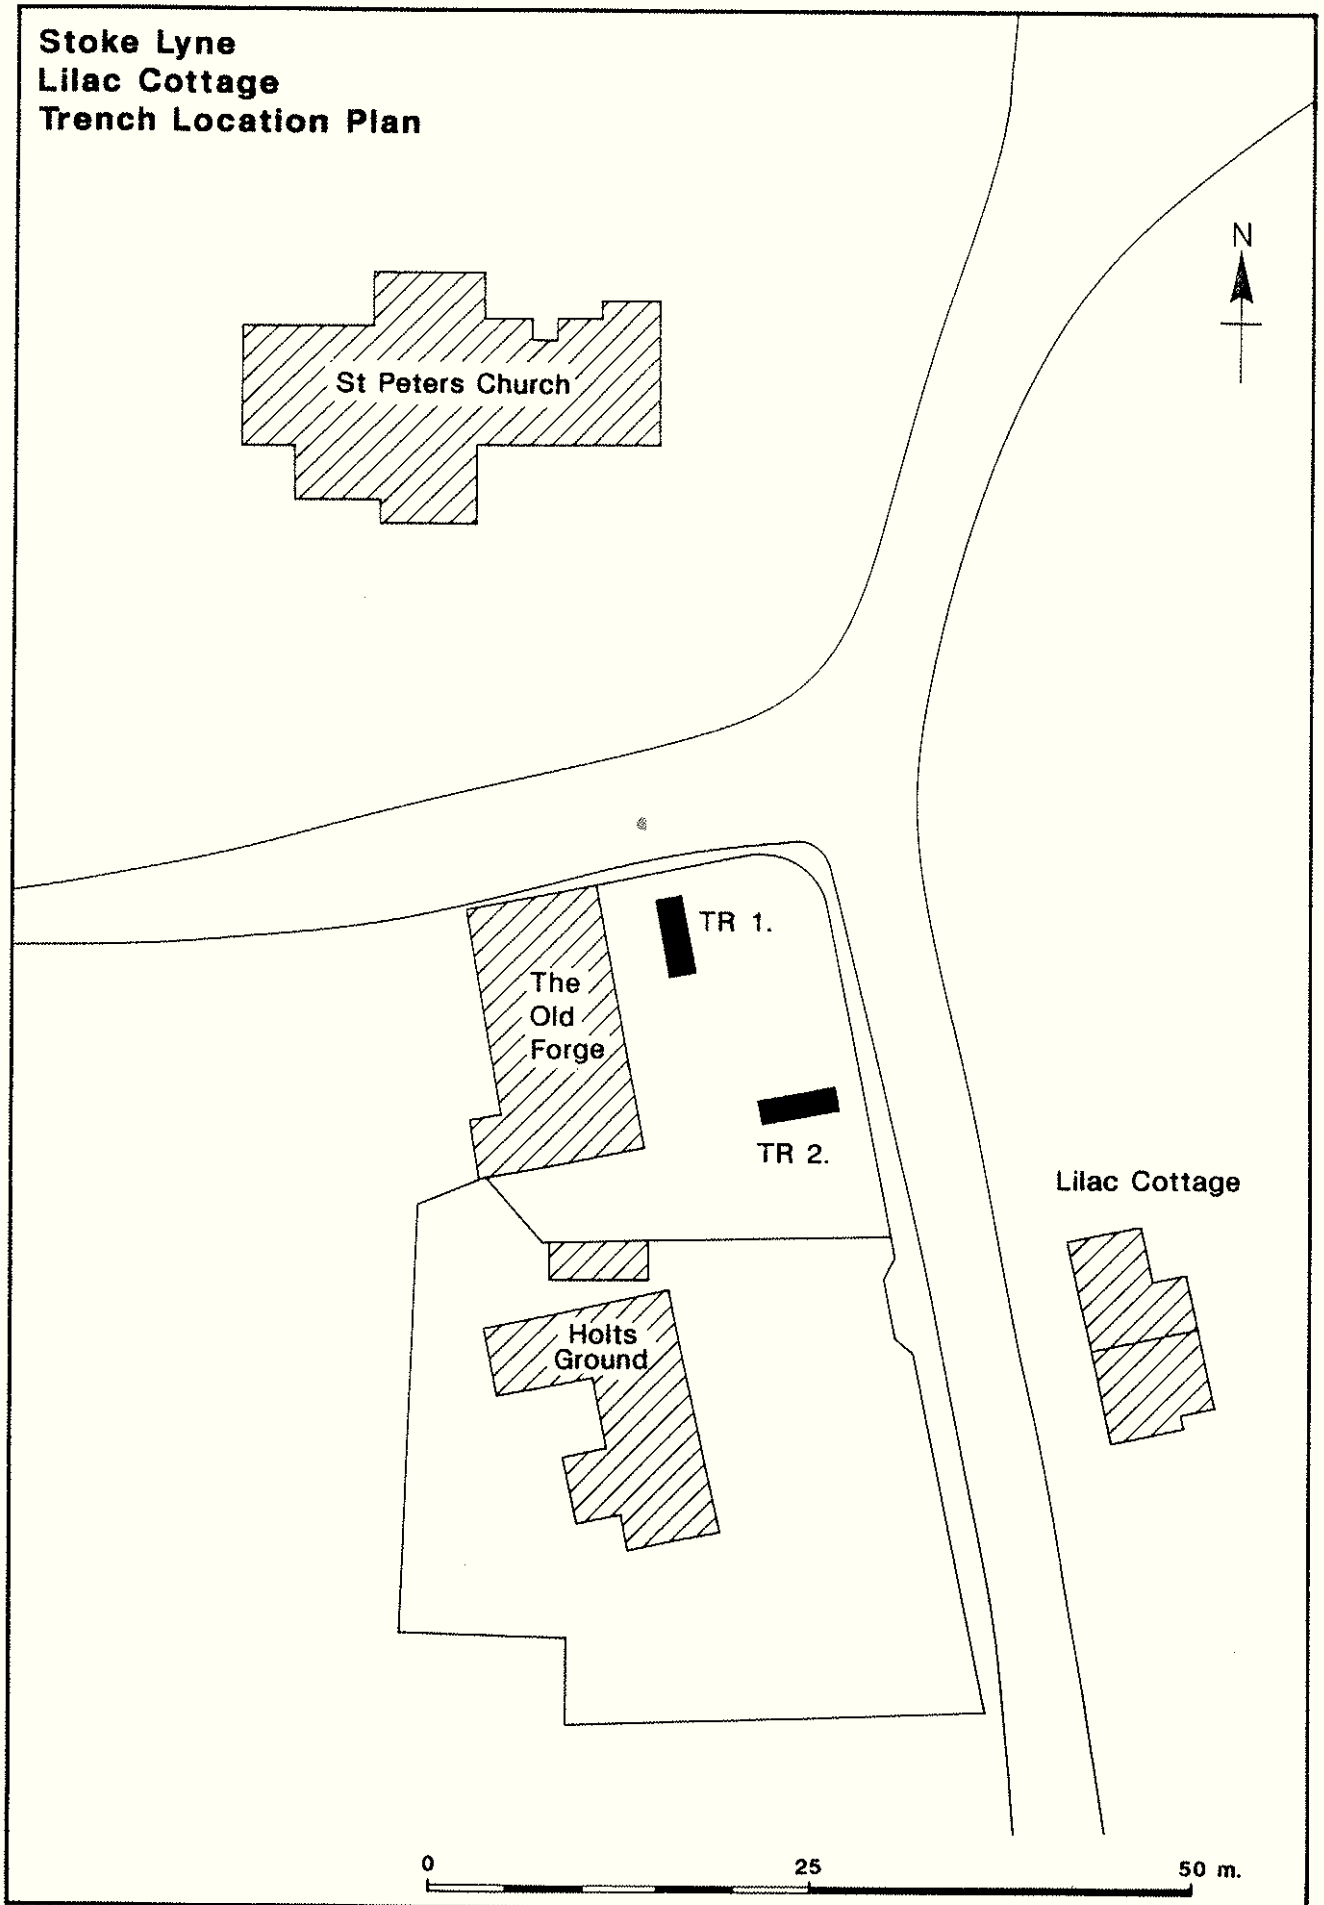 Stoke Lyne
Lilac Cottage
Trench Location Plan
N
St Peters Church
TR 1.
The
Old
Forge
TR 2.
Lilac Cottage
Holts
Ground
0 25 50 m.